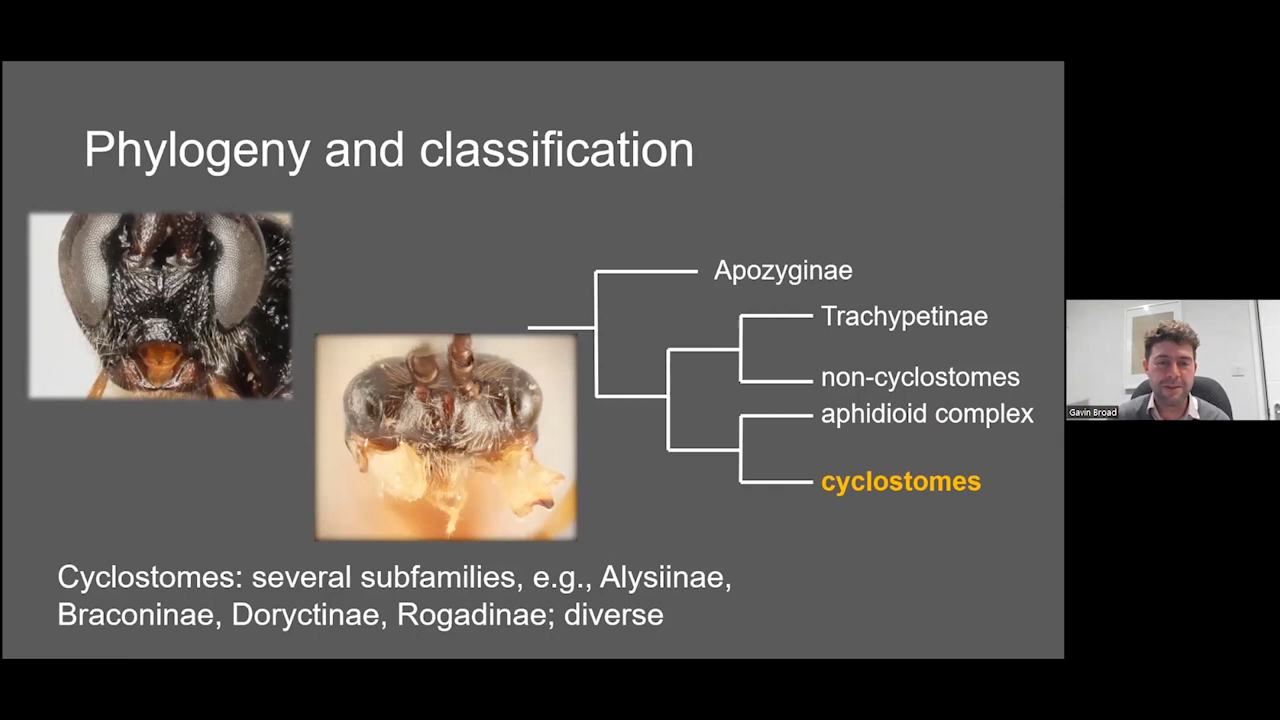 Phylogeny and classification
Apozyginae
Trachypetinae
non-cyclostomes
aphidioid complex
cyclostomes
Cyclostomes: several subfamilies, e.g., Alysiinae,
Braconinae, Doryctinae, Rogadinae; diverse
Gavin Broad